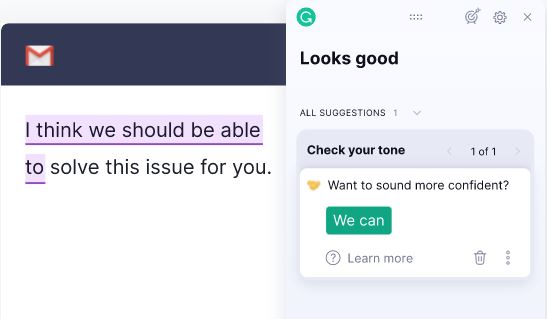 I think we should be able
to solve this issue for you.
Looks good
ALL SUGGESTIONS 1
Check your tone
1 of 1
Want to sound more confident?
We can
Learn more